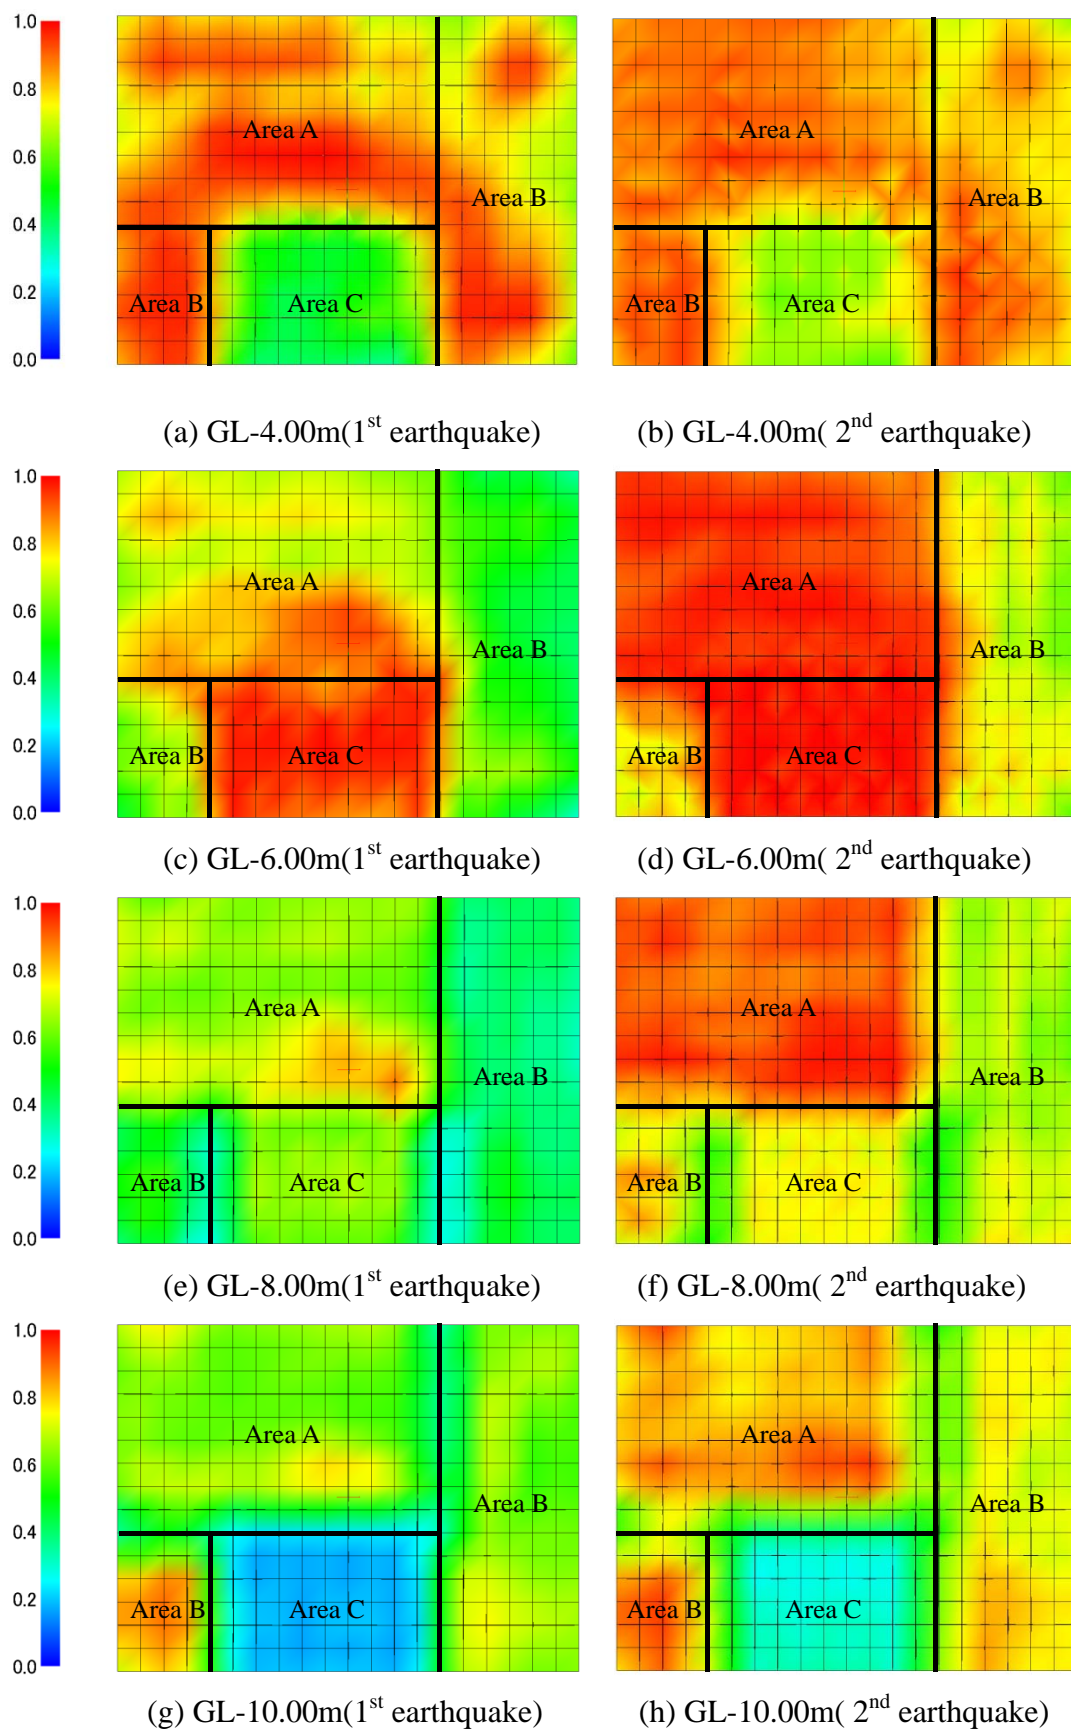 1.0
0.8
0.6
0.4
0.2
0.0
Area A
Area B
Area B
Area C
Area A
Area B
Area B
Area C
(a) GL-4.00m(1st earthquake)
(b) GL-4.00m( 2nd earthquake)
1.0
0.8
0.6
0.4
0.2
0.0
Area A
Area B
Area B
Area C
Area A
Area B
Area B
Area C
(c) GL-6.00m(1st earthquake)
(d) GL-6.00m( 2nd earthquake)
1.0
0.8
0.6
0.4
0.2
0.0
Area A
Area B
Area B
Area C
Area A
Area B
Area B
Area C
(e) GL-8.00m(1st earthquake)
(f) GL-8.00m( 2nd earthquake)
1.0
0.8
0.6
0.4
0.2
0.0
Area A
Area B
Area B
Area C
Area A
Area B
Area B
Area C
(g) GL-10.00m(1st earthquake)
(h) GL-10.00m( 2nd earthquake)